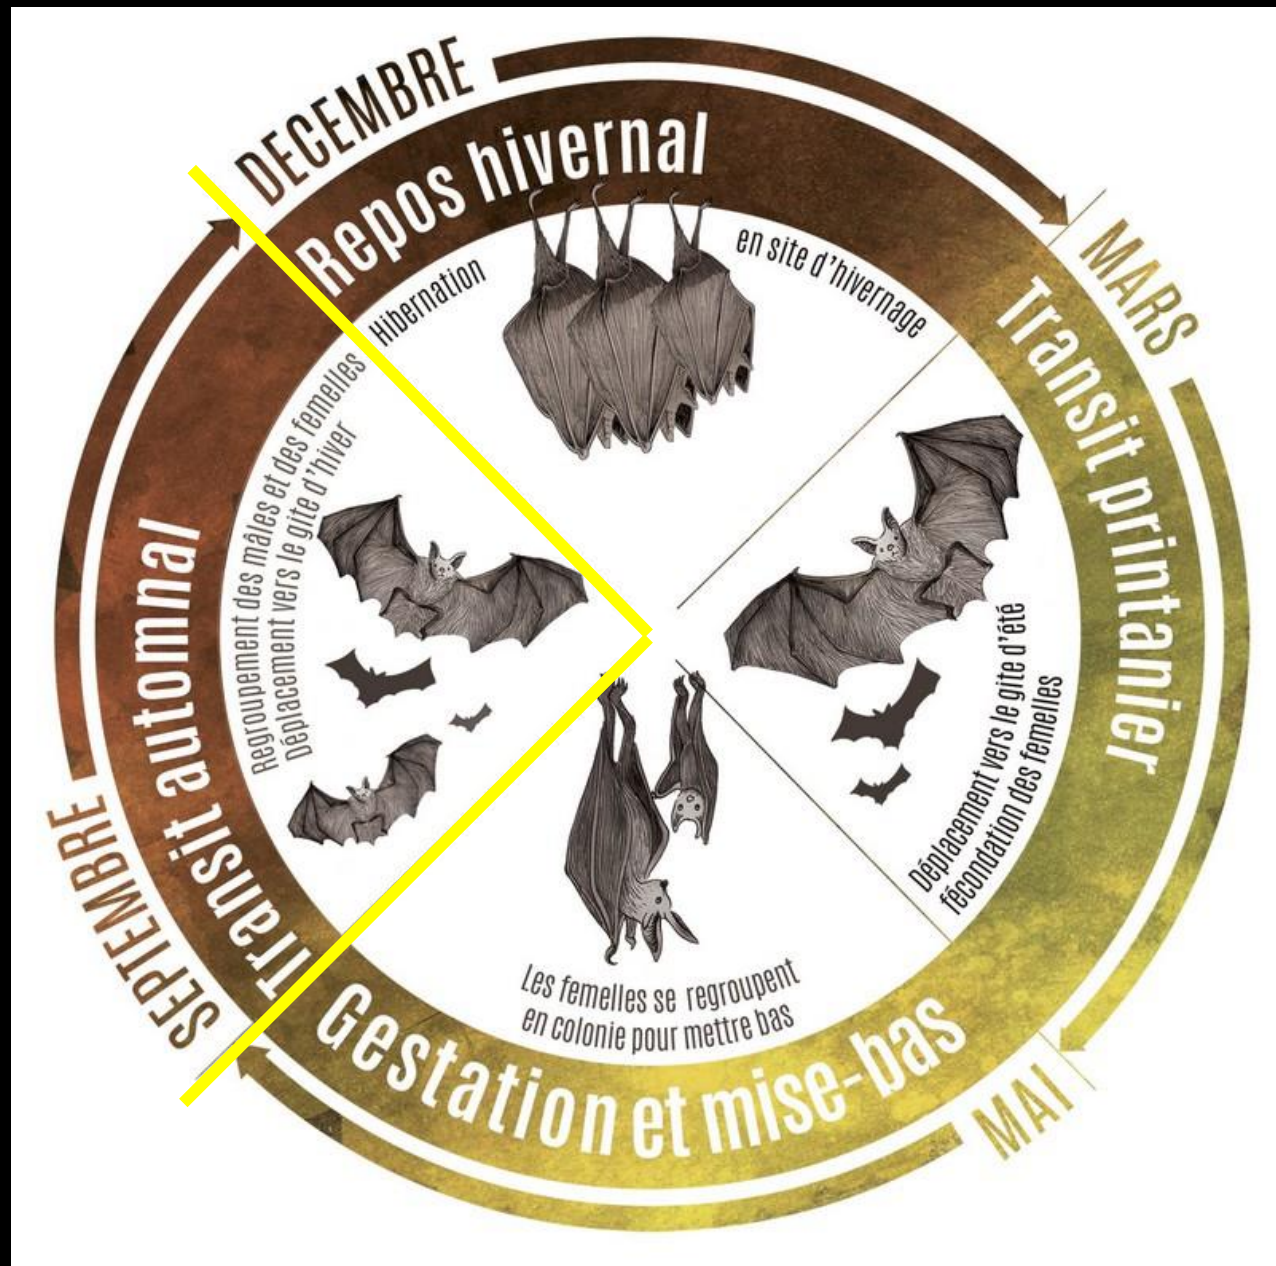 DECEMBRE
Repos hivernal
Hibernation
en site d'hivernage
MARS
Transit printanier
Déplacement vers le gite d'été
fécondation des femelles
MAI
Gestation et mise-bas
Les femelles se regroupent
en colonie pour mettre bas
SEPTEMBRE
Transit automnal
Regroupement des mâles et des femelles
Déplacement vers le gite d'hiver